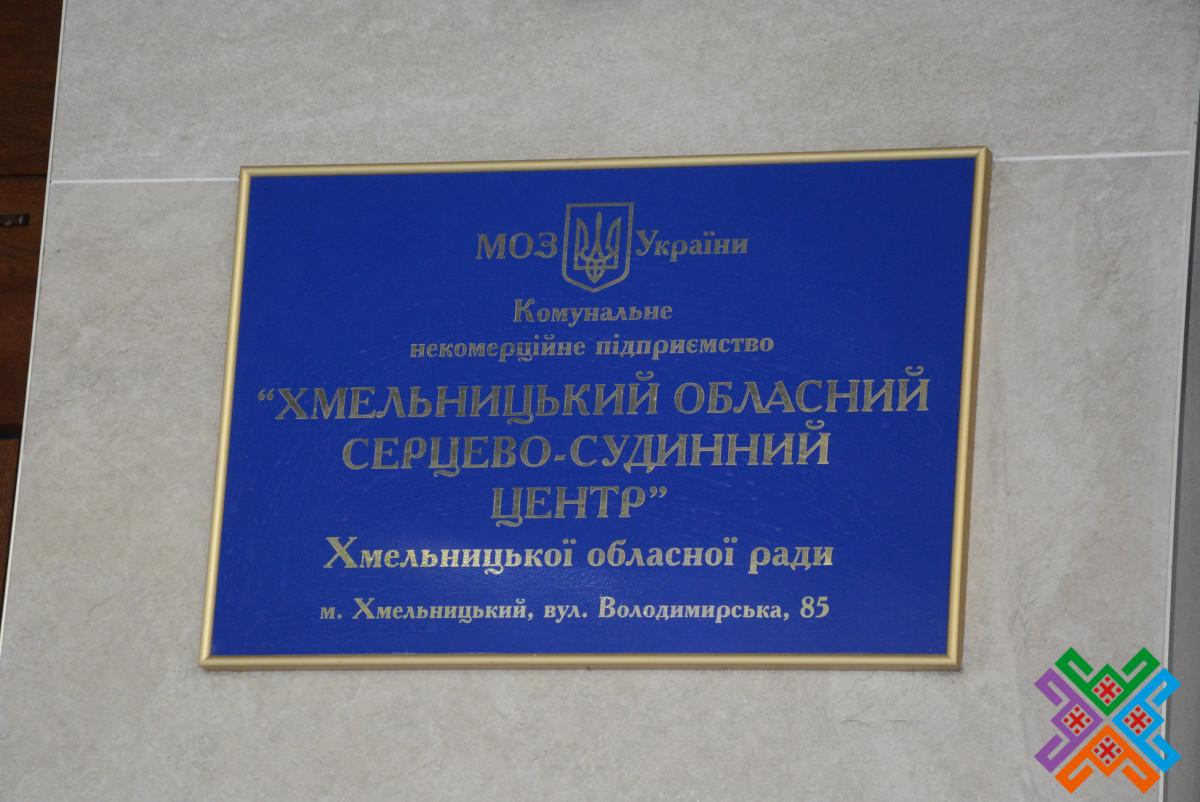 МОЗ України
Комунальне
некомерційне підприємство
“ХМЕЛЬНИЦЬКИЙ ОБЛАСНИЙ
СЕРЦЕВО-СУДИННИЙ
ЦЕНТР”
Хмельницької обласної ради
м. Хмельницький, вул. Володимирська, 85